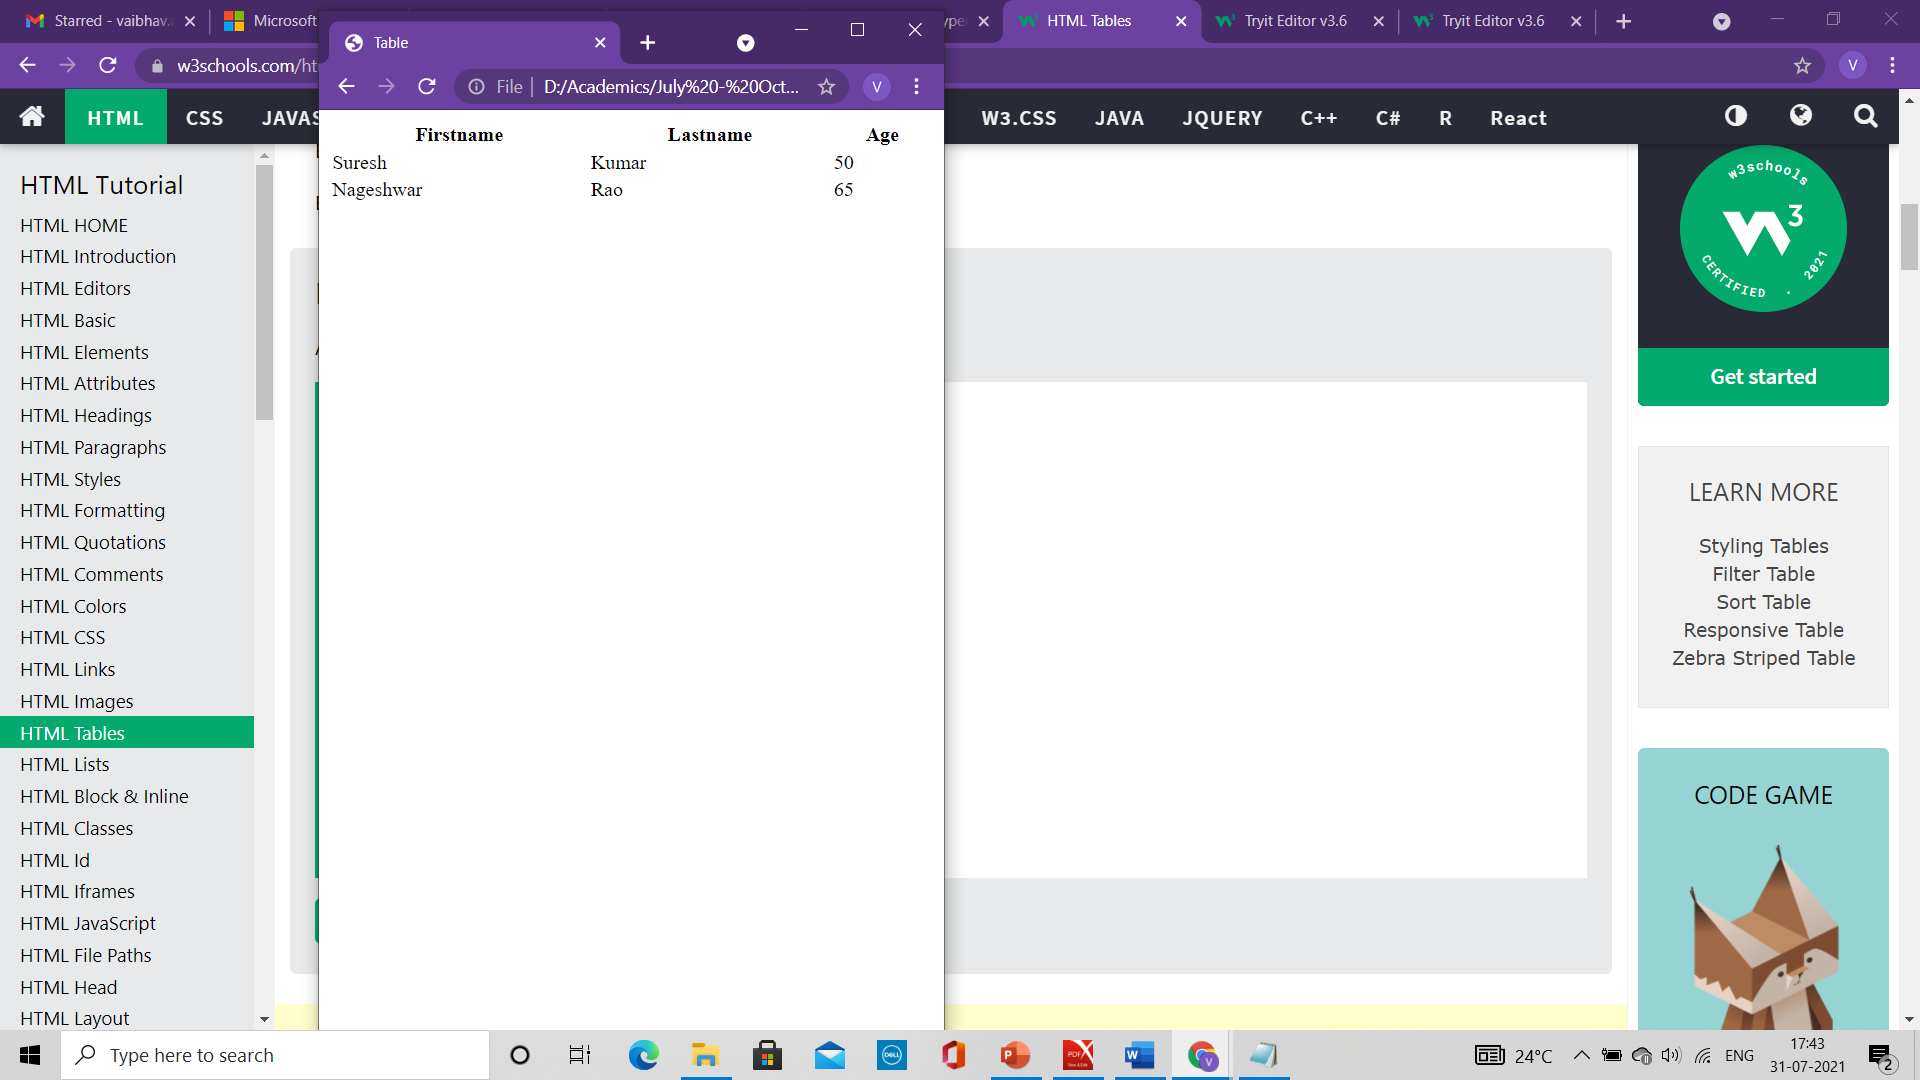 Starred - vaibhav.
Microsoft
HTML Tables
Tryit Editor v3.6
Tryit Editor v3.6
Table
w3schools.com/ht
V
File
D:/Academics/July%20-%20Oct...
V
HTML
CSS
JAVAS
W3.CSS
JAVA
JQUERY
C++
C#
R
React
Firstname Lastname Age
Suresh Kumar 50
Nageshwar Rao 65
HTML Tutorial
HTML HOME
HTML Introduction
HTML Editors
HTML Basic
HTML Elements
HTML Attributes
HTML Headings
HTML Paragraphs
HTML Styles
HTML Formatting
HTML Quotations
HTML Comments
HTML Colors
HTML CSS
HTML Links
HTML Images
HTML Tables
HTML Lists
HTML Block & Inline
HTML Classes
HTML Id
HTML Iframes
HTML JavaScript
HTML File Paths
HTML Head
HTML Layout
w3schools
3
CERTIFIED . 2021
Get started
LEARN MORE
Styling Tables
Filter Table
Sort Table
Responsive Table
Zebra Striped Table
CODE GAME
Type here to search
DELL
P
PDF
W
V
24°C
ENG
17:43
31-07-2021
2